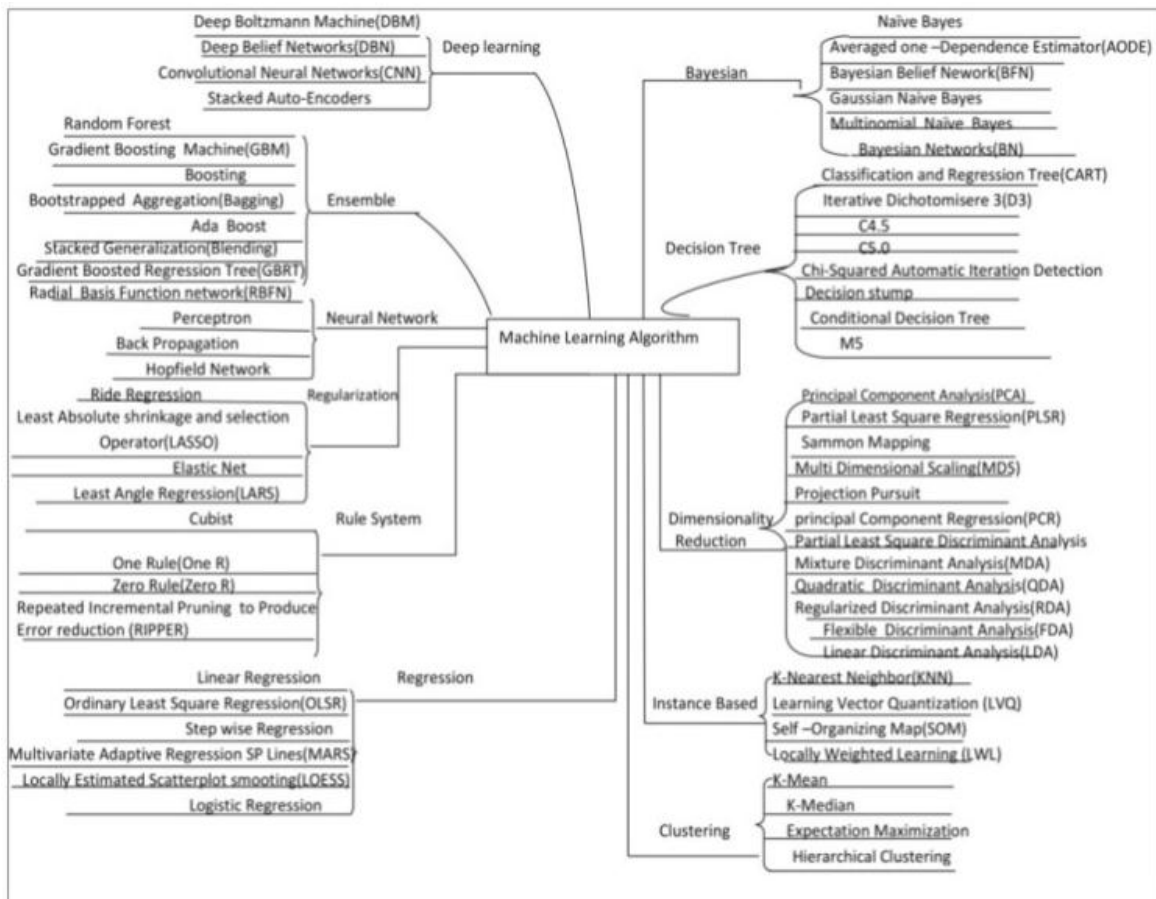 Deep Boltzmann Machine(DBM)
Deep Belief Networks(DBN)
Convolutional Neural Networks(CNN)
Stacked Auto-Encoders
Deep learning
Random Forest
Gradient Boosting Machine(GBM)
Boosting
Bootstrapped Aggregation(Bagging)
Ada Boost
Stacked Generalization(Blending)
Gradient Boosted Regression Tree(GBRT)
Ensemble
Radial Basis Function network(RBFN)
Perceptron
Back Propagation
Hopfield Network
Neural Network
Ride Regression
Least Absolute shrinkage and selection
Operator(LASSO)
Elastic Net
Least Angle Regression(LARS)
Regularization
Cubist
One Rule(One R)
Zero Rule(Zero R)
Repeated Incremental Pruning to Produce
Error reduction (RIPPER)
Rule System
Linear Regression
Ordinary Least Square Regression(OLSR)
Step wise Regression
Multivariate Adaptive Regression SP Lines(MARS)
Locally Estimated Scatterplot smooting(LOESS)
Logistic Regression
Regression
Machine Learning Algorithm
Bayesian
Naïve Bayes
Averaged one –Dependence Estimator(AODE)
Bayesian Belief Nework(BFN)
Gaussian Naïve Bayes
Multinomial Naïve Bayes
Bayesian Networks(BN)
Decision Tree
Classification and Regression Tree(CART)
Iterative Dichotomisere 3(D3)
C4.5
C5.0
Chi-Squared Automatic Iteration Detection
Decision stump
Conditional Decision Tree
M5
Dimensionality
Reduction
Principal Component Analysis(PCA)
Partial Least Square Regression(PLSR)
Sammon Mapping
Multi Dimensional Scaling(MDS)
Projection Pursuit
principal Component Regression(PCR)
Partial Least Square Discriminant Analysis
Mixture Discriminant Analysis(MDA)
Quadratic Discriminant Analysis(QDA)
Regularized Discriminant Analysis(RDA)
Flexible Discriminant Analysis(FDA)
Linear Discriminant Analysis(LDA)
Instance Based
K-Nearest Neighbor(KNN)
Learning Vector Quantization (LVQ)
Self –Organizing Map(SOM)
Locally Weighted Learning (LWL)
Clustering
K-Mean
K-Median
Expectation Maximization
Hierarchical Clustering